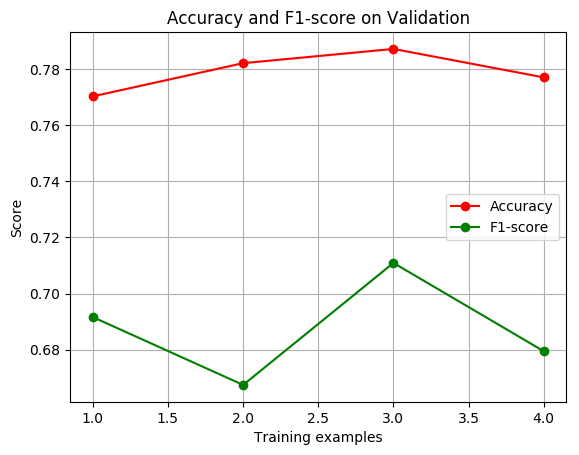 Accuracy and F1-score on Validation
Score
0.78
0.76
0.74
0.72
0.70
0.68
Accuracy
F1-score
1.0 1.5 2.0 2.5 3.0 3.5 4.0
Training examples